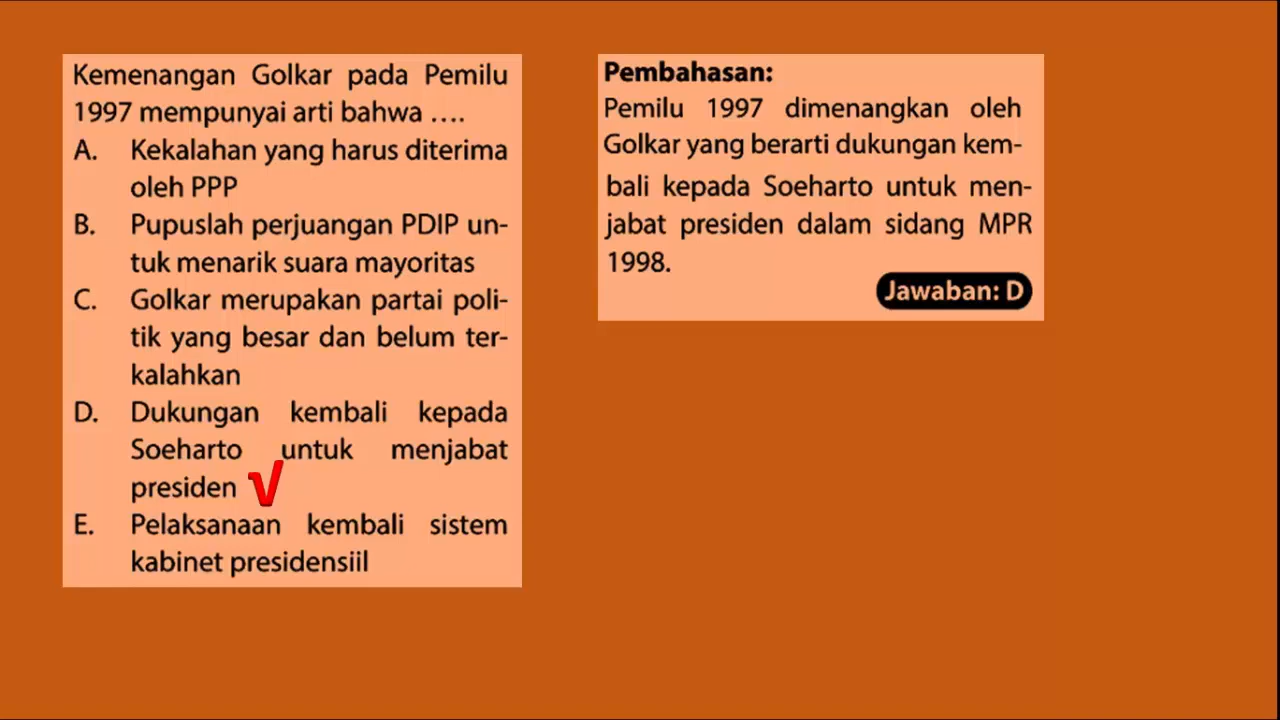 Kemenangan Golkar pada Pemilu
1997 mempunyai arti bahwa ....
A. Kekalahan yang harus diterima
oleh PPP
B. Pupuslah perjuangan PDIP un-
tuk menarik suara mayoritas
C. Golkar merupakan partai poli-
tik yang besar dan belum ter-
kalahkan
D. Dukungan kembali kepada
Soeharto untuk menjabat
presiden √
E. Pelaksanaan kembali sistem
kabinet presidensiil
Pembahasan:
Pemilu 1997 dimenangkan oleh
Golkar yang berarti dukungan kem-
bali kepada Soeharto untuk men-
jabat presiden dalam sidang MPR
1998.
Jawaban: D